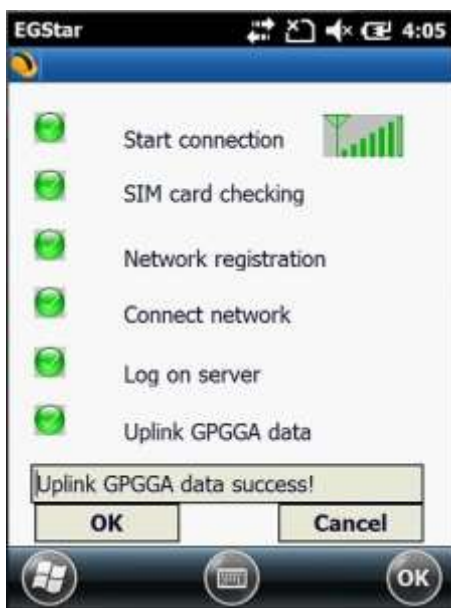 EGStar 4:05
Start connection
SIM card checking
Network registration
Connect network
Log on server
Uplink GPGGA data
Uplink GPGGA data success!
OK Cancel
OK